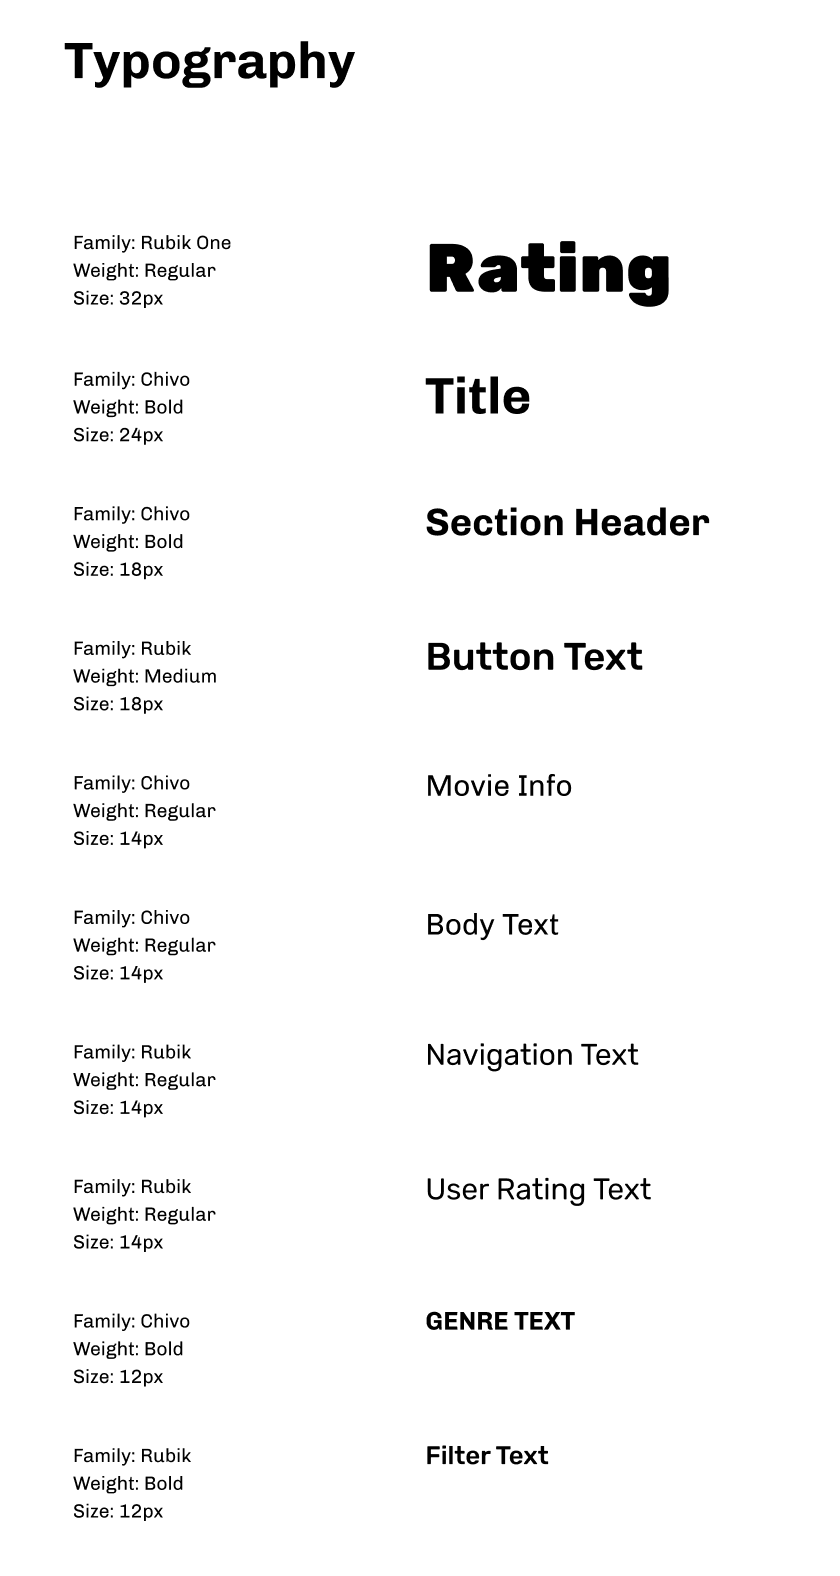 Typography
Family: Rubik One
Weight: Regular
Size: 32px
Rating
Family: Chivo
Weight: Bold
Size: 24px
Title
Family: Chivo
Weight: Bold
Size: 18px
Section Header
Family: Rubik
Weight: Medium
Size: 18px
Button Text
Family: Chivo
Weight: Regular
Size: 14px
Movie Info
Family: Chivo
Weight: Regular
Size: 14px
Body Text
Family: Rubik
Weight: Regular
Size: 14px
Navigation Text
Family: Rubik
Weight: Regular
Size: 14px
User Rating Text
Family: Chivo
Weight: Bold
Size: 12px
GENRE TEXT
Family: Rubik
Weight: Bold
Size: 12px
Filter Text